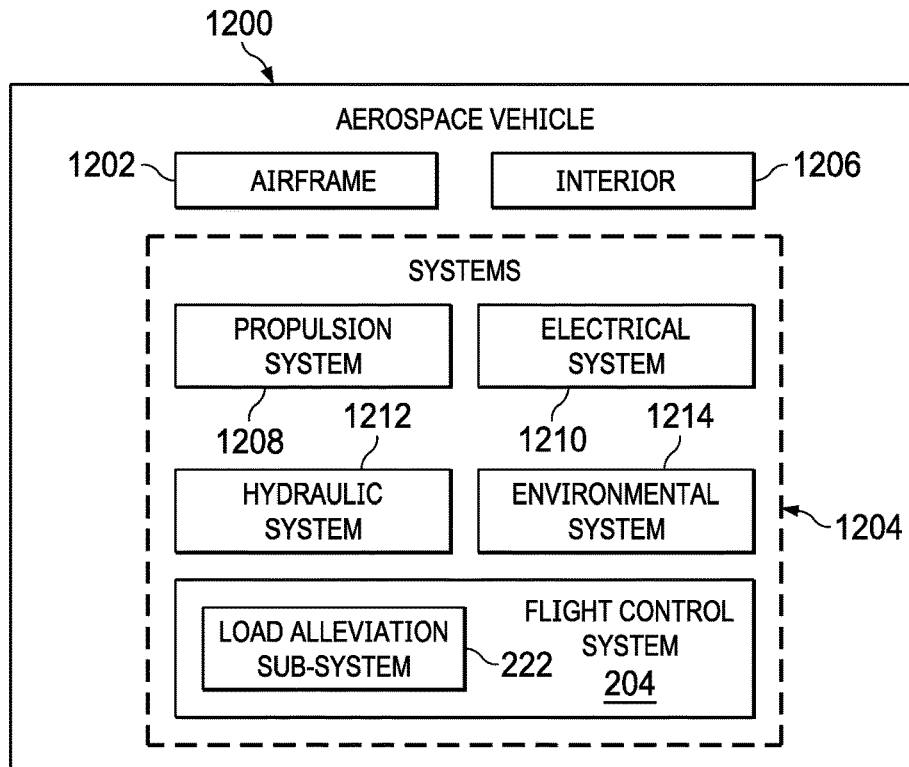 1200
AEROSPACE VEHICLE
1202
AIRFRAME
INTERIOR
1206
SYSTEMS
PROPULSION
SYSTEM
ELECTRICAL
SYSTEM
1208
1212
1210
1214
HYDRAULIC
SYSTEM
ENVIRONMENTAL
SYSTEM
1204
LOAD ALLEVIATION
SUB-SYSTEM
222
FLIGHT CONTROL
SYSTEM
204